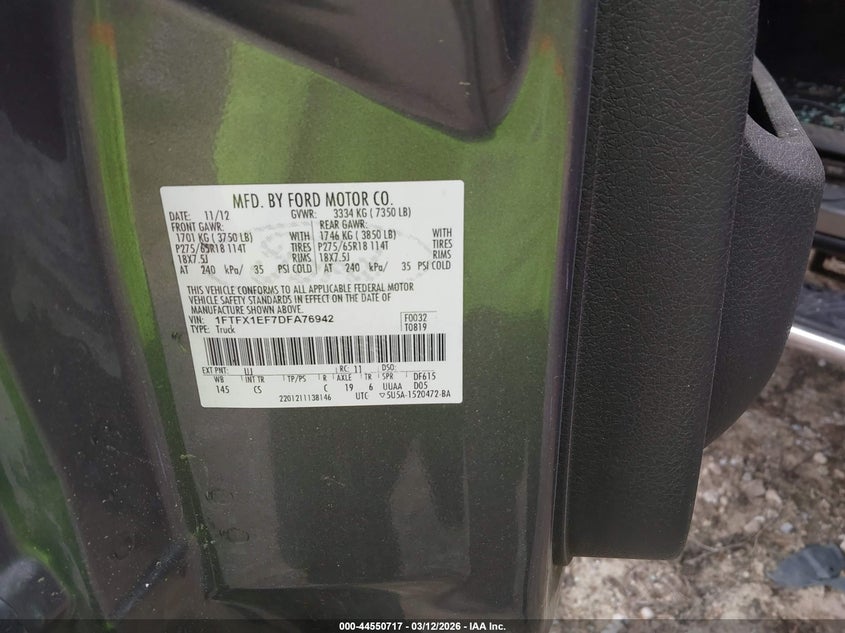 MFD. BY FORD MOTOR CO.
DATE: 11/12 GVWR: 3334 KG ( 7350 LB)
FRONT GAWR: REAR GAWR:
1701 KG ( 3750 LB) WITH 1746 KG ( 3850 LB) WITH
P275/65R18 114T TIRES P275/65R18 114T TIRES
18X7.5J RIMS 18X7.5J RIMS
AT 240 kPa/ 35 PSI COLD AT 240 kPa/ 35 PSI COLD
THIS VEHICLE CONFORMS TO ALL APPLICABLE FEDERAL MOTOR
VEHICLE SAFETY STANDARDS IN EFFECT ON THE DATE OF
MANUFACTURE SHOWN ABOVE.
VIN: 1FTFX1EF7DFA76942 F0032
TYPE: Truck T0819
EXT PNT: UJ RC: 11 DSO:
WB INT TR TP/PS R AXLE TR SPR DF615
145 CS C 19 6 UUAA D05
2201211138146 UTC ▽5U5A-1520472-BA
000-44550717 - 03/12/2026 - IAA Inc.